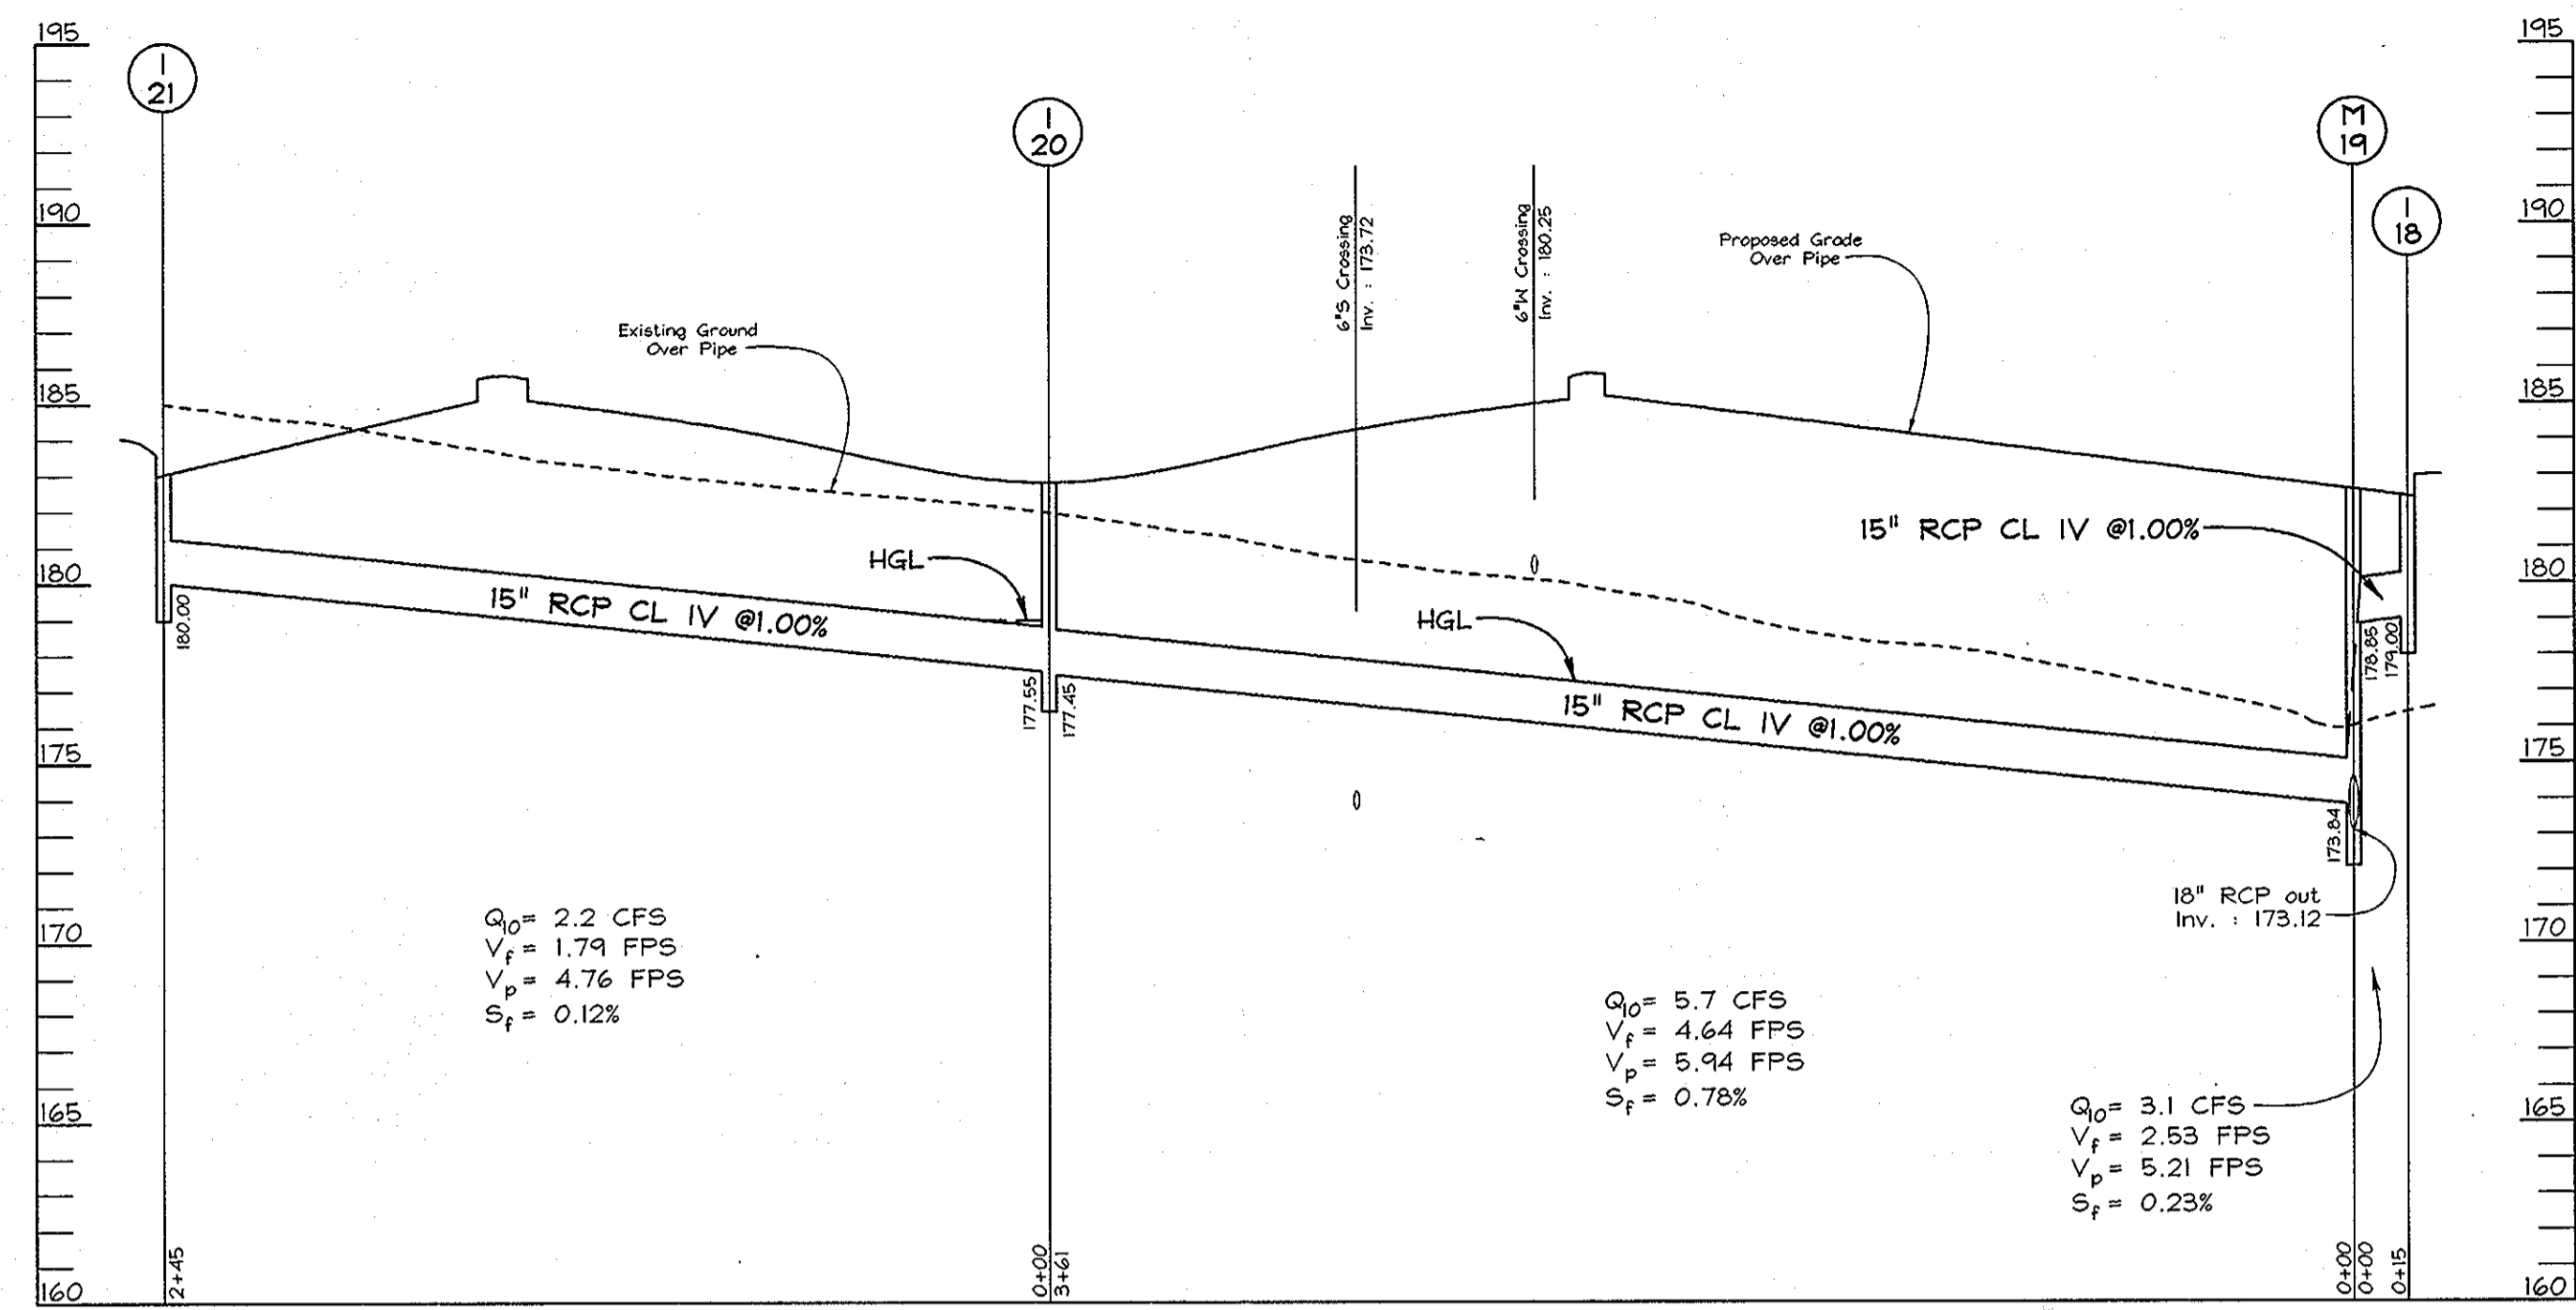 195
195
I
21
I
20
M
19
I
18
190
190
6"S Crossing
Inv. : 173.72
6"W Crossing
Inv. : 180.25
Proposed Grade
Over Pipe
Existing Ground
Over Pipe
185
185
15" RCP CL IV @1.00%
HGL
180
180
180.00
15" RCP CL IV @1.00%
HGL
178.85
179.00
177.55
177.45
15" RCP CL IV @1.00%
175
175
173.84
18" RCP out
Inv. : 173.12
170
170
Q10= 2.2 CFS
Vf = 1.79 FPS
Vp = 4.76 FPS
Sf = 0.12%
Q10= 5.7 CFS
Vf = 4.64 FPS
Vp = 5.94 FPS
Sf = 0.78%
165
165
Q10= 3.1 CFS
Vf = 2.53 FPS
Vp = 5.21 FPS
Sf = 0.23%
2+45
0+00
3+61
0+00
0+00
0+15
160
160